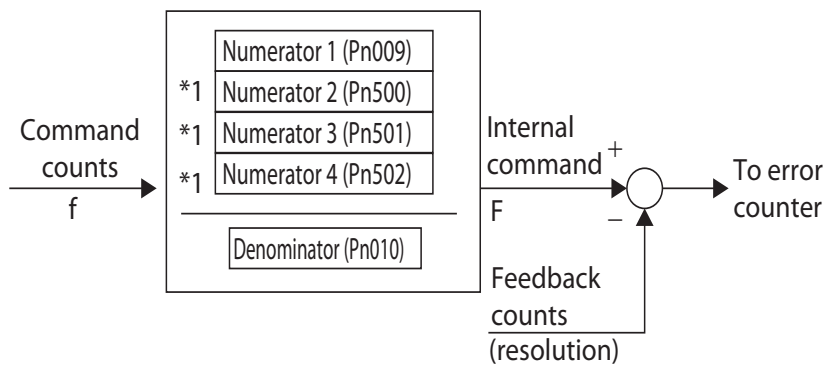 Numerator 1 (Pn009)
*1 Numerator 2 (Pn500)
*1 Numerator 3 (Pn501)
*1 Numerator 4 (Pn502)
Denominator (Pn010)
Command
counts
f
Internal
command
F
+
−
To error
counter
Feedback
counts
(resolution)